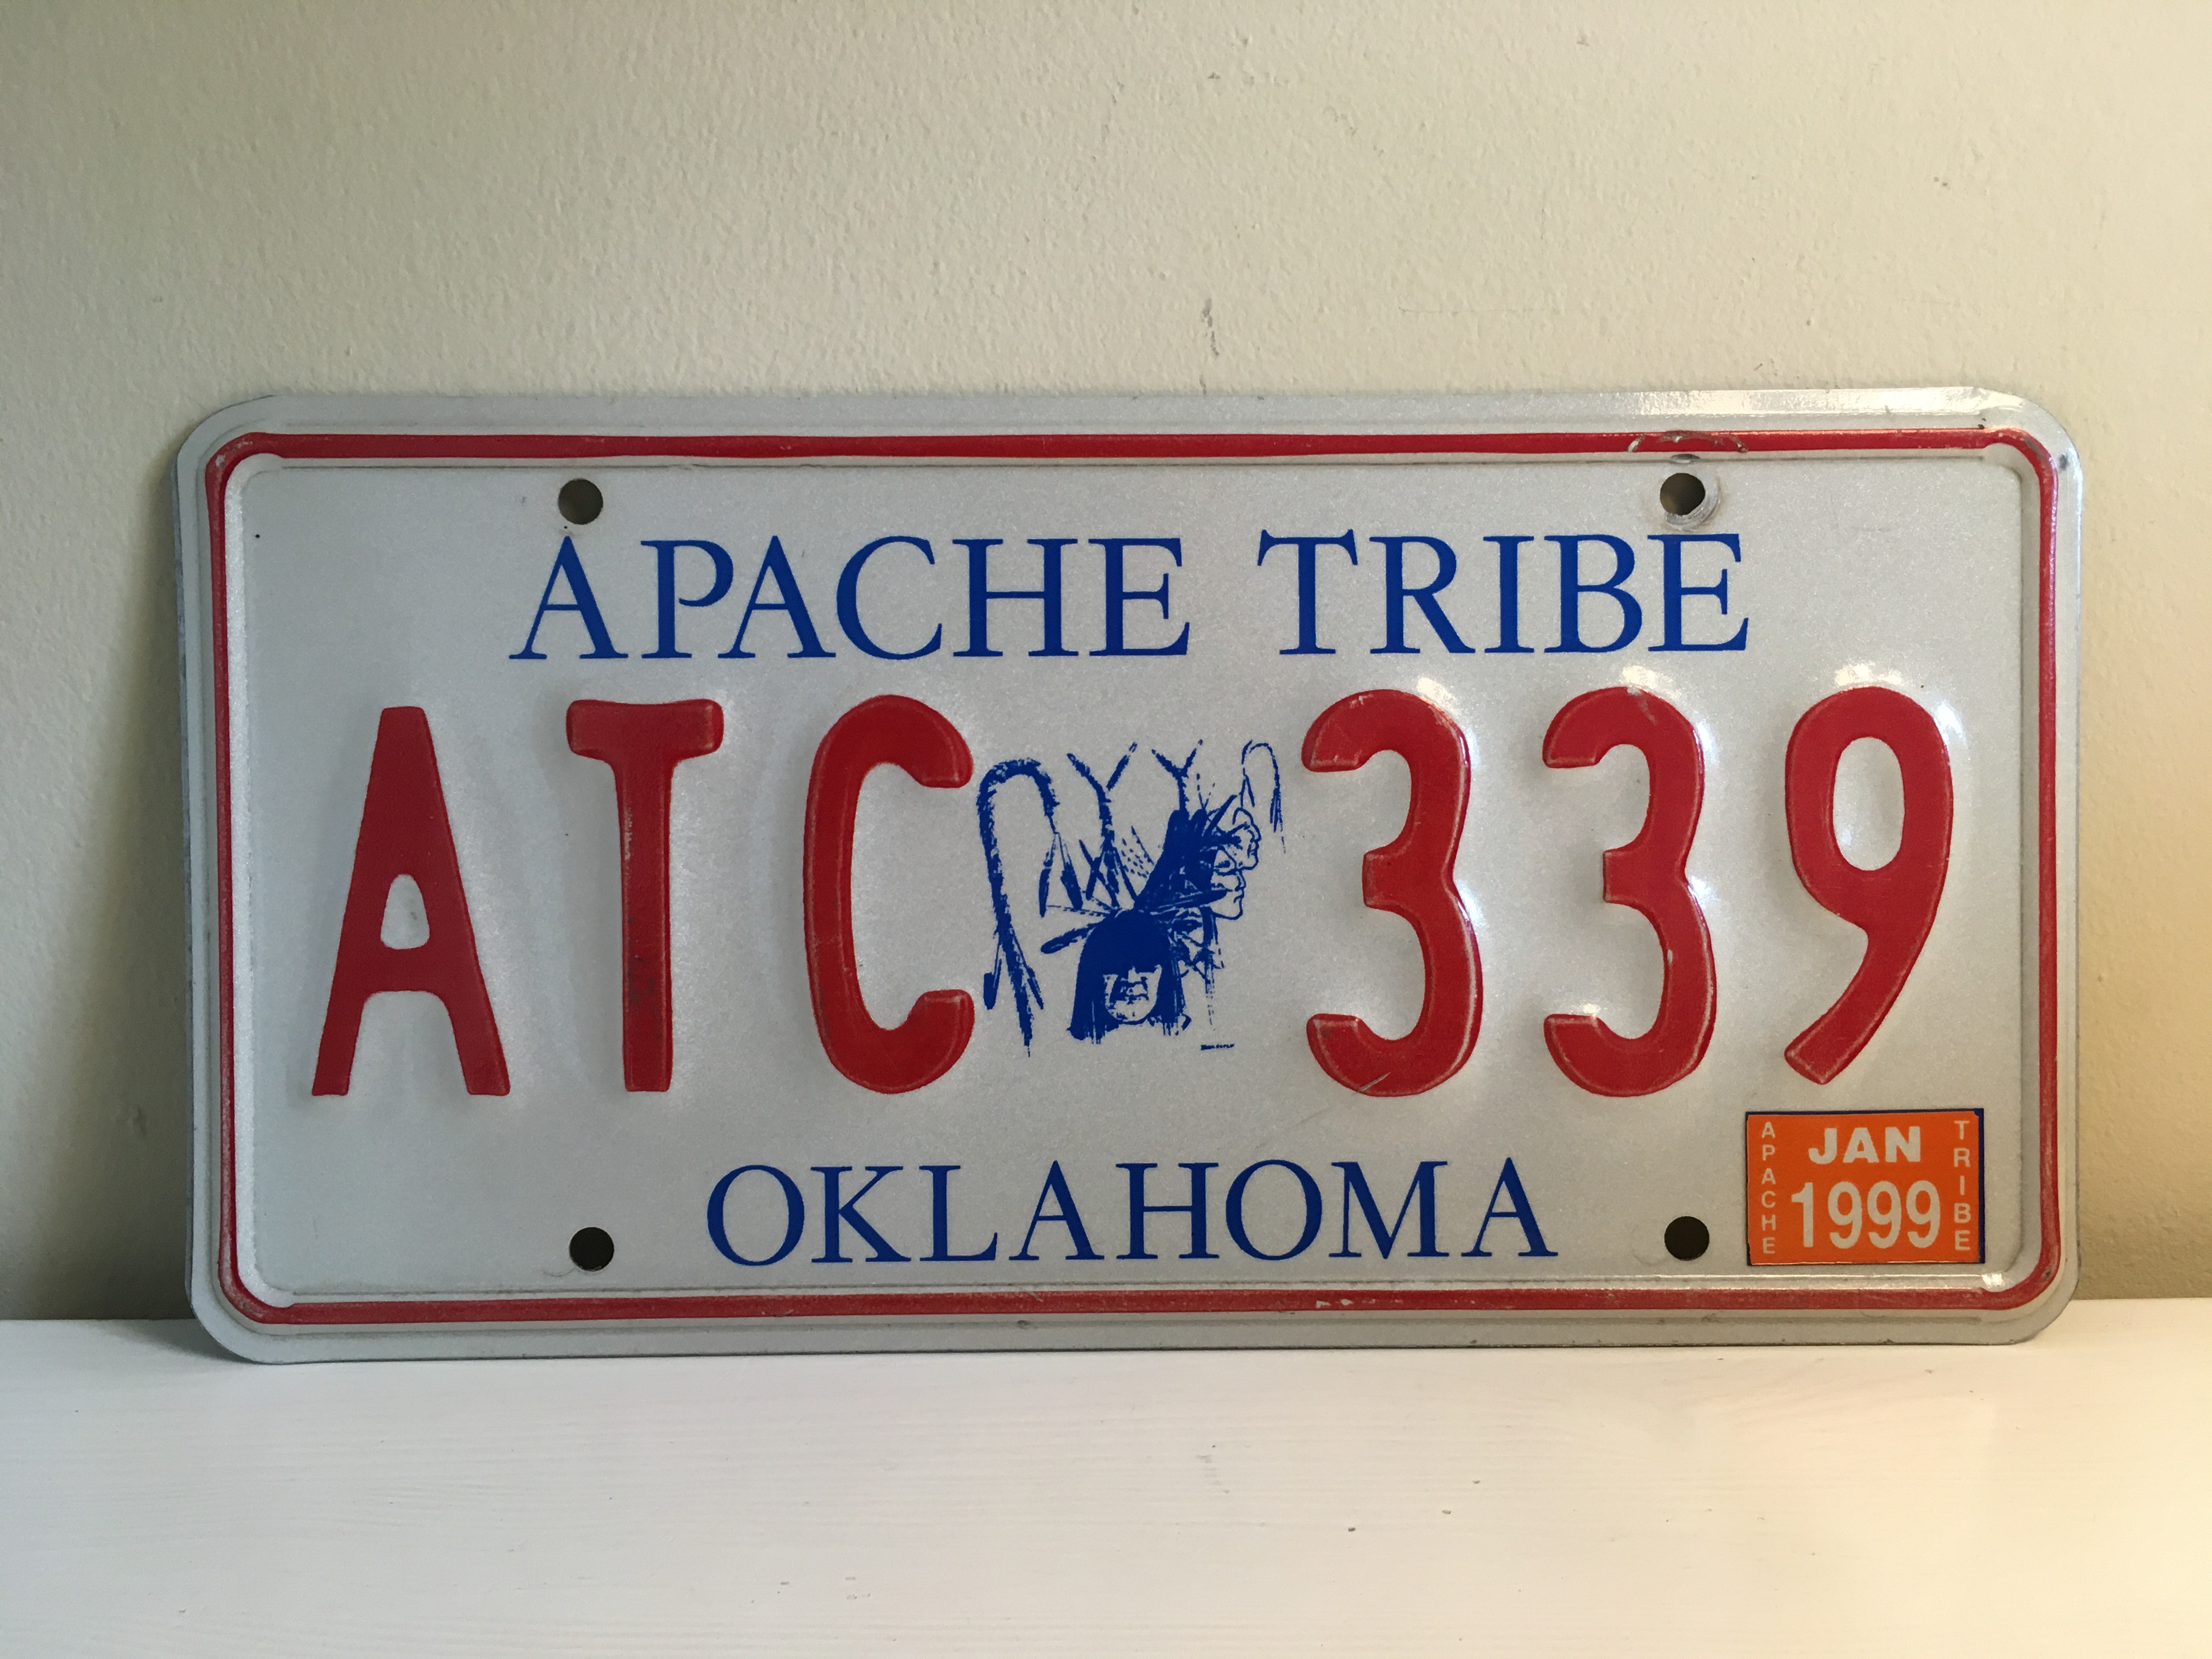 APACHE TRIBE
ATC 339
OKLAHOMA
APACHE
JAN
1999
TRIBE